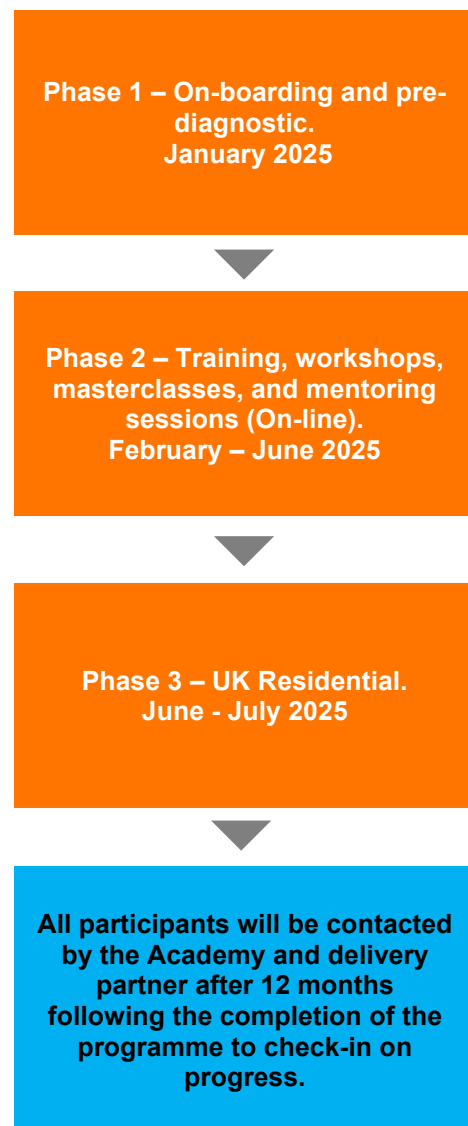 Phase 1 – On-boarding and pre-
diagnostic.
January 2025
Phase 2 – Training, workshops,
masterclasses, and mentoring
sessions (On-line).
February – June 2025
Phase 3 – UK Residential.
June - July 2025
All participants will be contacted
by the Academy and delivery
partner after 12 months
following the completion of the
programme to check-in on
progress.